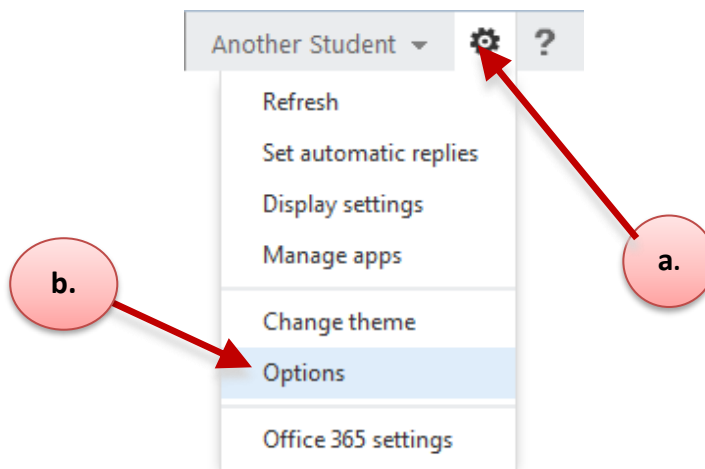 Another Student ?
Refresh
Set automatic replies
Display settings
Manage apps
a.
b.
Change theme
Options
Office 365 settings